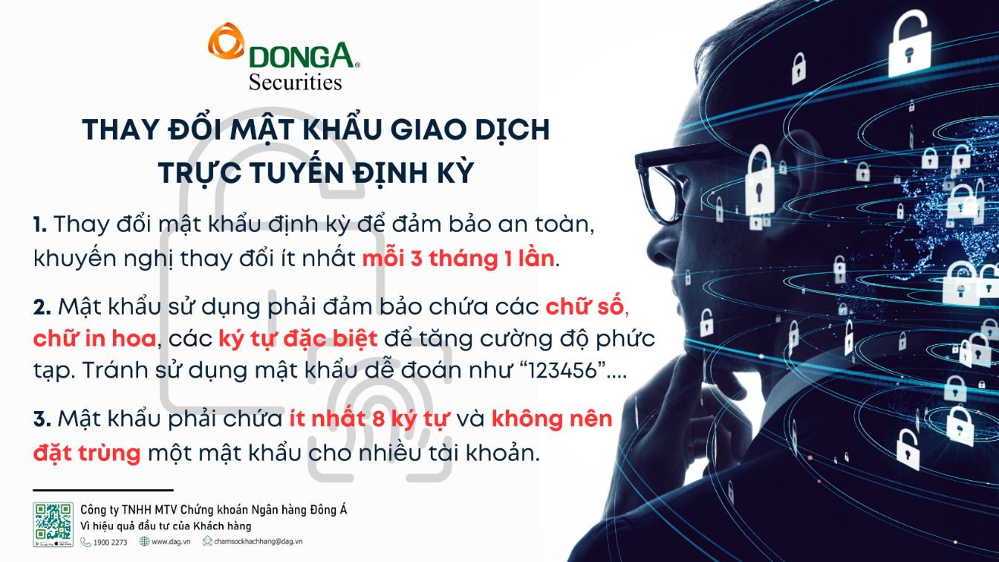 DONGA®
Securities
THAY ĐỔI MẬT KHẨU GIAO DỊCH
TRỰC TUYẾN ĐỊNH KỲ
1. Thay đổi mật khẩu định kỳ để đảm bảo an toàn,
khuyến nghị thay đổi ít nhất mỗi 3 tháng 1 lần.
2. Mật khẩu sử dụng phải đảm bảo chứa các chữ số,
chữ in hoa, các ký tự đặc biệt để tăng cường độ phức
tạp. Tránh sử dụng mật khẩu dễ đoán như “123456”....
3. Mật khẩu phải chứa ít nhất 8 ký tự và không nên
đặt trùng một mật khẩu cho nhiều tài khoản.
Công ty TNHH MTV Chứng khoán Ngân hàng Đông Á
Vì hiệu quả đầu tư của Khách hàng
1900 2273 www.dag.vn chamsockhachhang@dag.vn